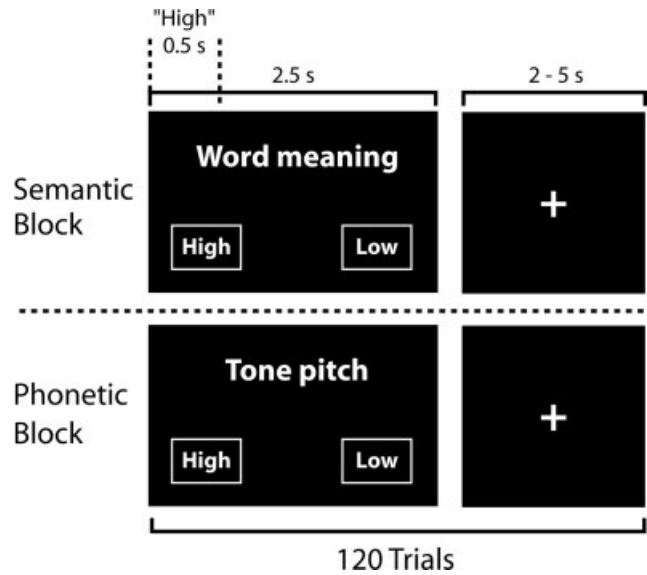 "High"
0.5 s
2.5 s
2 - 5 s
Semantic
Block
Word meaning
High Low
+
Phonetic
Block
Tone pitch
High Low
+
120 Trials